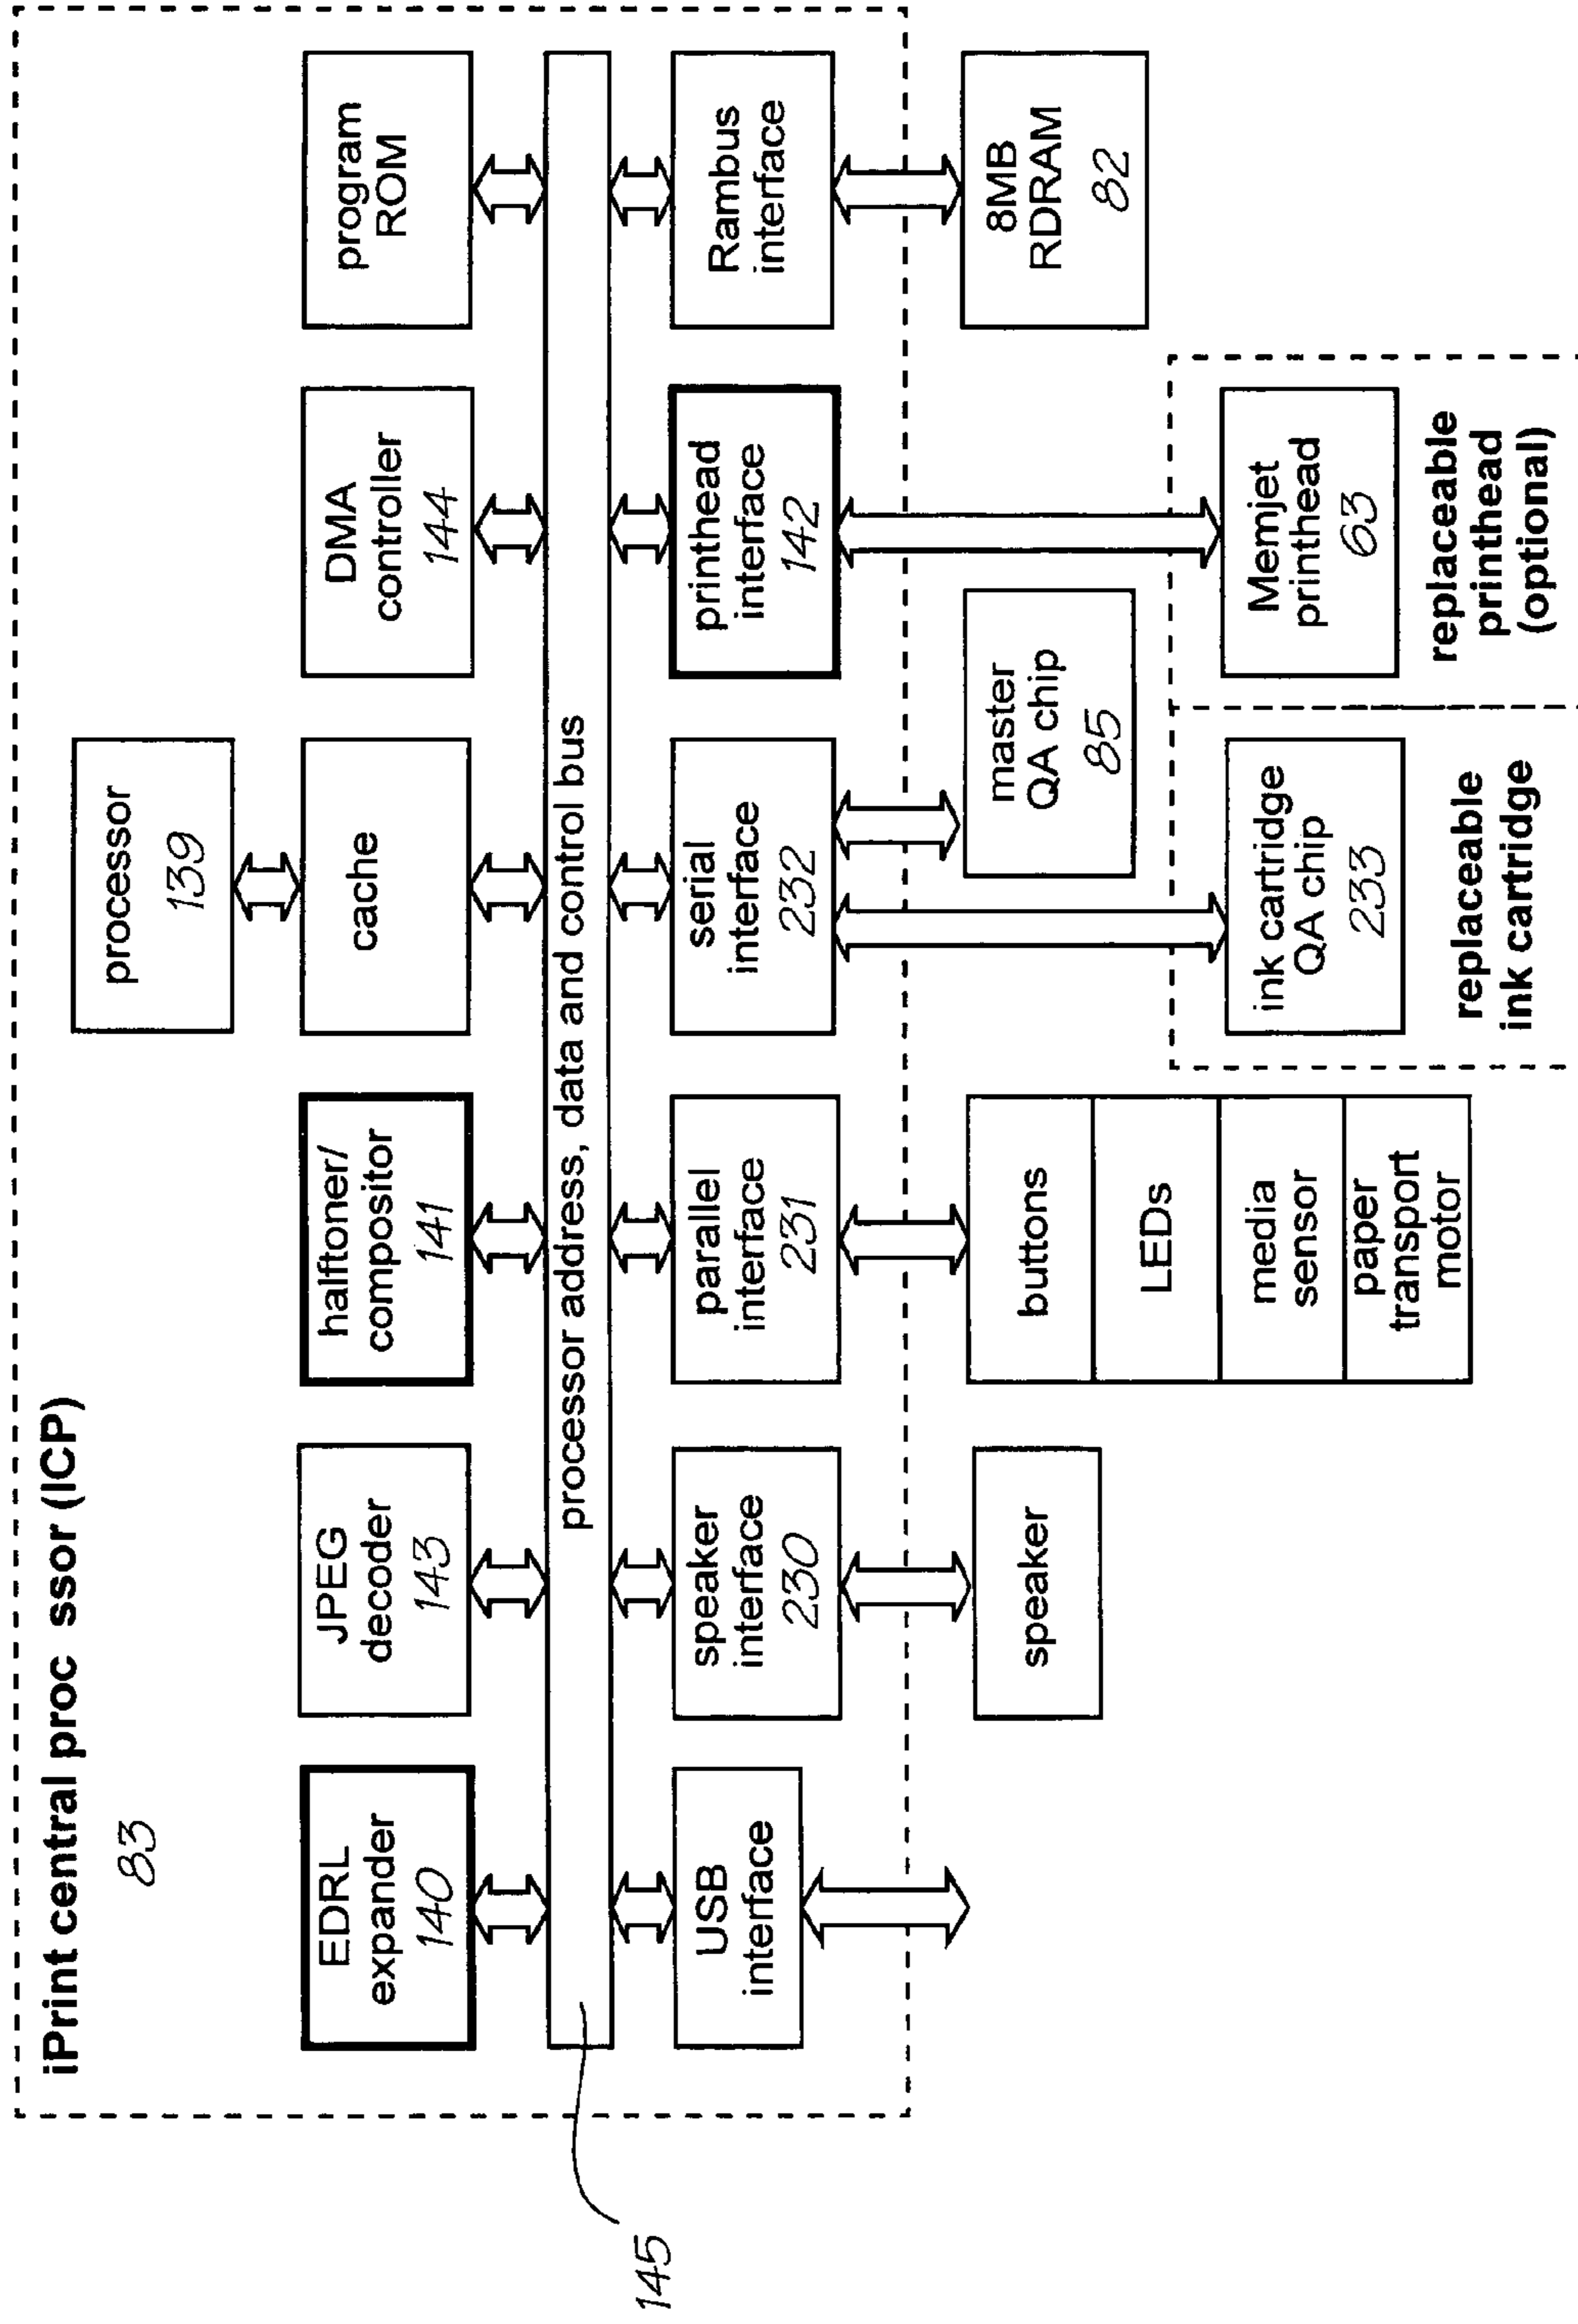 iPrint central proc ssor (ICP)
83
processor
139
EDRL
expander
140
JPEG
decoder
143
halftoner/
compositor
141
cache
DMA
controller
144
program
ROM
processor address, data and control bus
145
USB
interface
speaker
interface
230
parallel
interface
231
serial
interface
232
printhead
interface
142
Rambus
interface
speaker
buttons
LEDs
media
sensor
paper
transport
motor
master
QA chip
85
8MB
RDRAM
82
ink cartridge
QA chip
233
Memjet
printhead
63
replaceable
ink cartridge
replaceable
printhead
(optional)